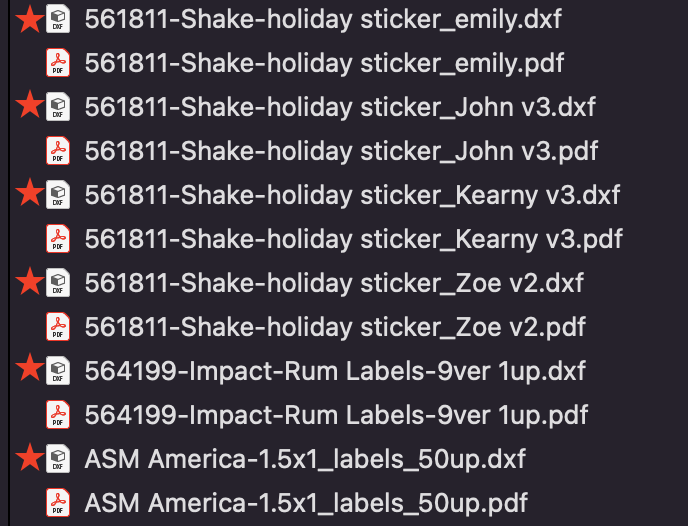 DXF 561811-Shake-holiday sticker_emily.dxf
PDF 561811-Shake-holiday sticker_emily.pdf
DXF 561811-Shake-holiday sticker_John v3.dxf
PDF 561811-Shake-holiday sticker_John v3.pdf
DXF 561811-Shake-holiday sticker_Kearny v3.dxf
PDF 561811-Shake-holiday sticker_Kearny v3.pdf
DXF 561811-Shake-holiday sticker_Zoe v2.dxf
PDF 561811-Shake-holiday sticker_Zoe v2.pdf
DXF 564199-Impact-Rum Labels-9ver 1up.dxf
PDF 564199-Impact-Rum Labels-9ver 1up.pdf
DXF ASM America-1.5x1_labels_50up.dxf
PDF ASM America-1.5x1_labels_50up.pdf